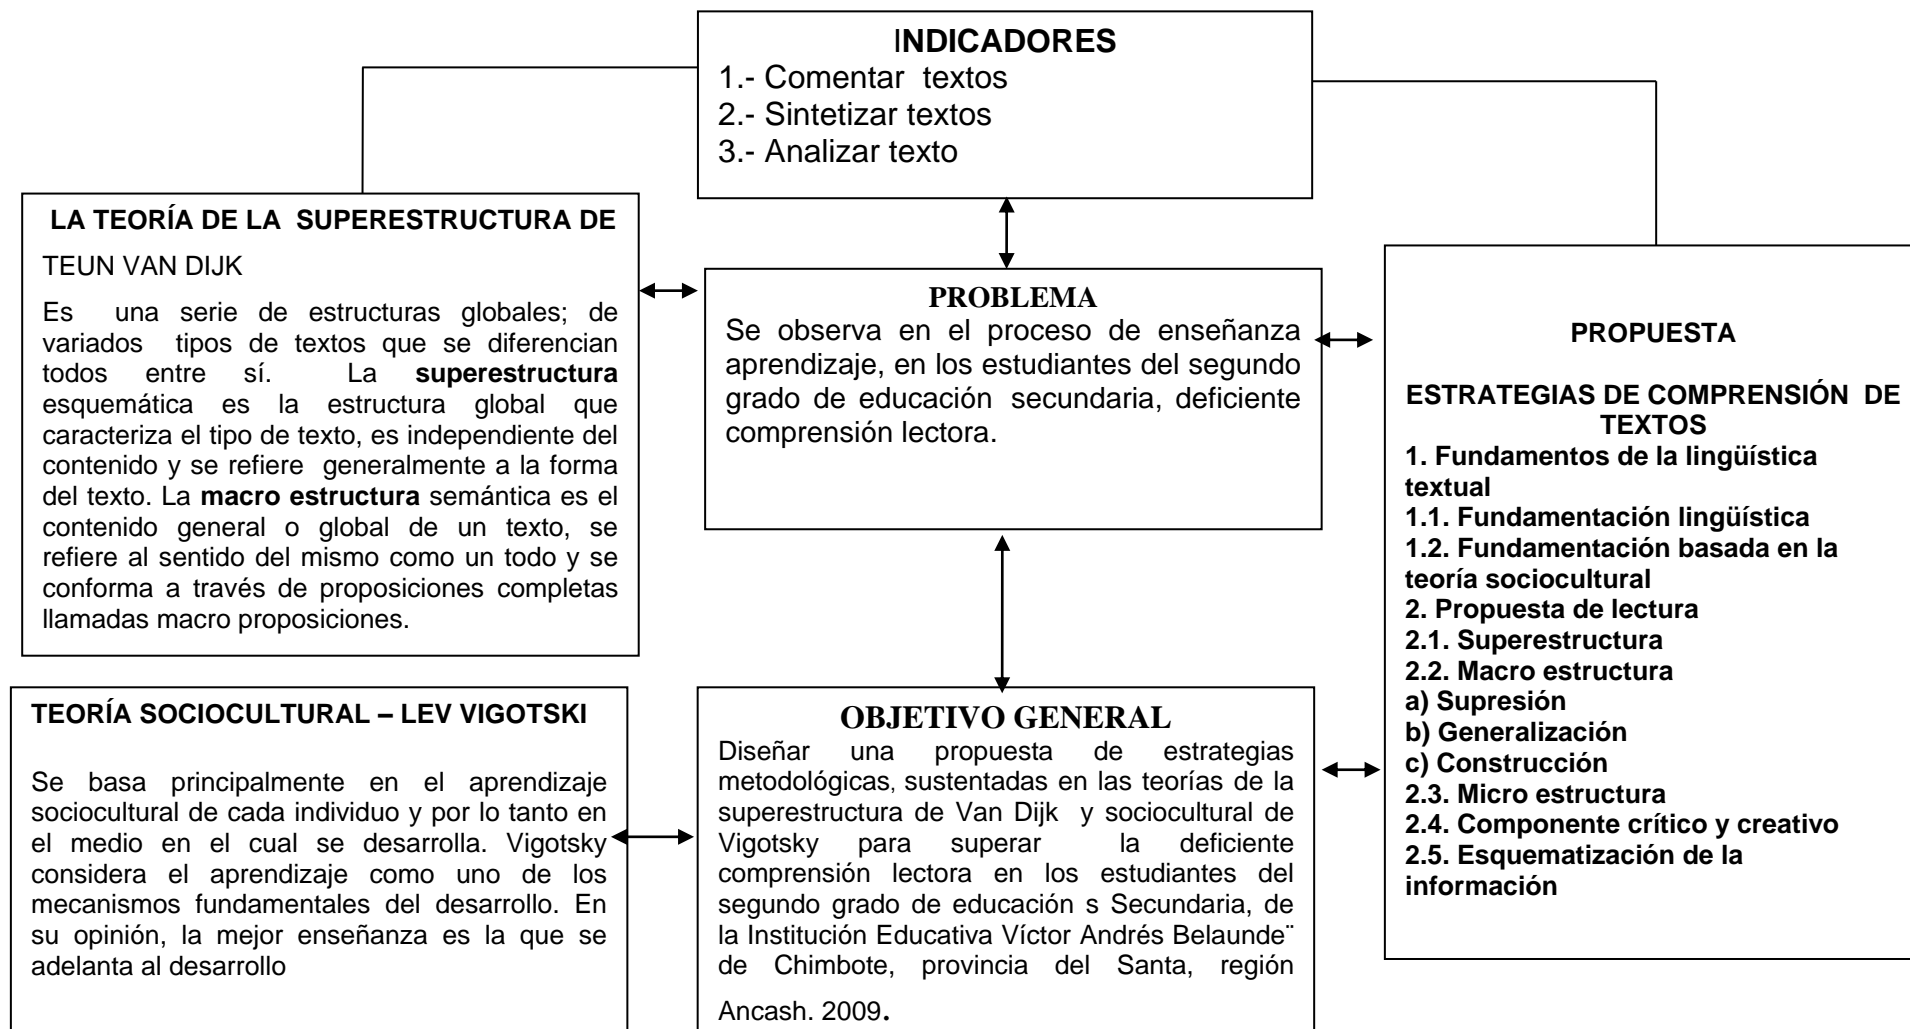 INDICADORES
1.- Comentar textos
2.- Sintetizar textos
3.- Analizar texto
LA TEORÍA DE LA SUPERESTRUCTURA DE
TEUN VAN DIJK
Es una serie de estructuras globales; de
variados tipos de textos que se diferencian
todos entre sí. La superestructura
esquemática es la estructura global que
caracteriza el tipo de texto, es independiente del
contenido y se refiere generalmente a la forma
del texto. La macro estructura semántica es el
contenido general o global de un texto, se
refiere al sentido del mismo como un todo y se
conforma a través de proposiciones completas
llamadas macro proposiciones.
PROBLEMA
Se observa en el proceso de enseñanza
aprendizaje, en los estudiantes del segundo
grado de educación secundaria, deficiente
comprensión lectora.
PROPUESTA
ESTRATEGIAS DE COMPRENSIÓN DE
TEXTOS
1. Fundamentos de la lingüística
textual
1.1. Fundamentación lingüística
1.2. Fundamentación basada en la
teoría sociocultural
2. Propuesta de lectura
2.1. Superestructura
2.2. Macro estructura
a) Supresión
b) Generalización
c) Construcción
2.3. Micro estructura
2.4. Componente crítico y creativo
2.5. Esquematización de la
información
TEORÍA SOCIOCULTURAL – LEV VIGOTSKI
Se basa principalmente en el aprendizaje
sociocultural de cada individuo y por lo tanto en
el medio en el cual se desarrolla. Vigotsky
considera el aprendizaje como uno de los
mecanismos fundamentales del desarrollo. En
su opinión, la mejor enseñanza es la que se
adelanta al desarrollo
OBJETIVO GENERAL
Diseñar una propuesta de estrategias
metodológicas, sustentadas en las teorías de la
superestructura de Van Dijk y sociocultural de
Vigotsky para superar la deficiente
comprensión lectora en los estudiantes del
segundo grado de educación s Secundaria, de
la Institución Educativa Víctor Andrés Belaunde¨
de Chimbote, provincia del Santa, región
Ancash. 2009.